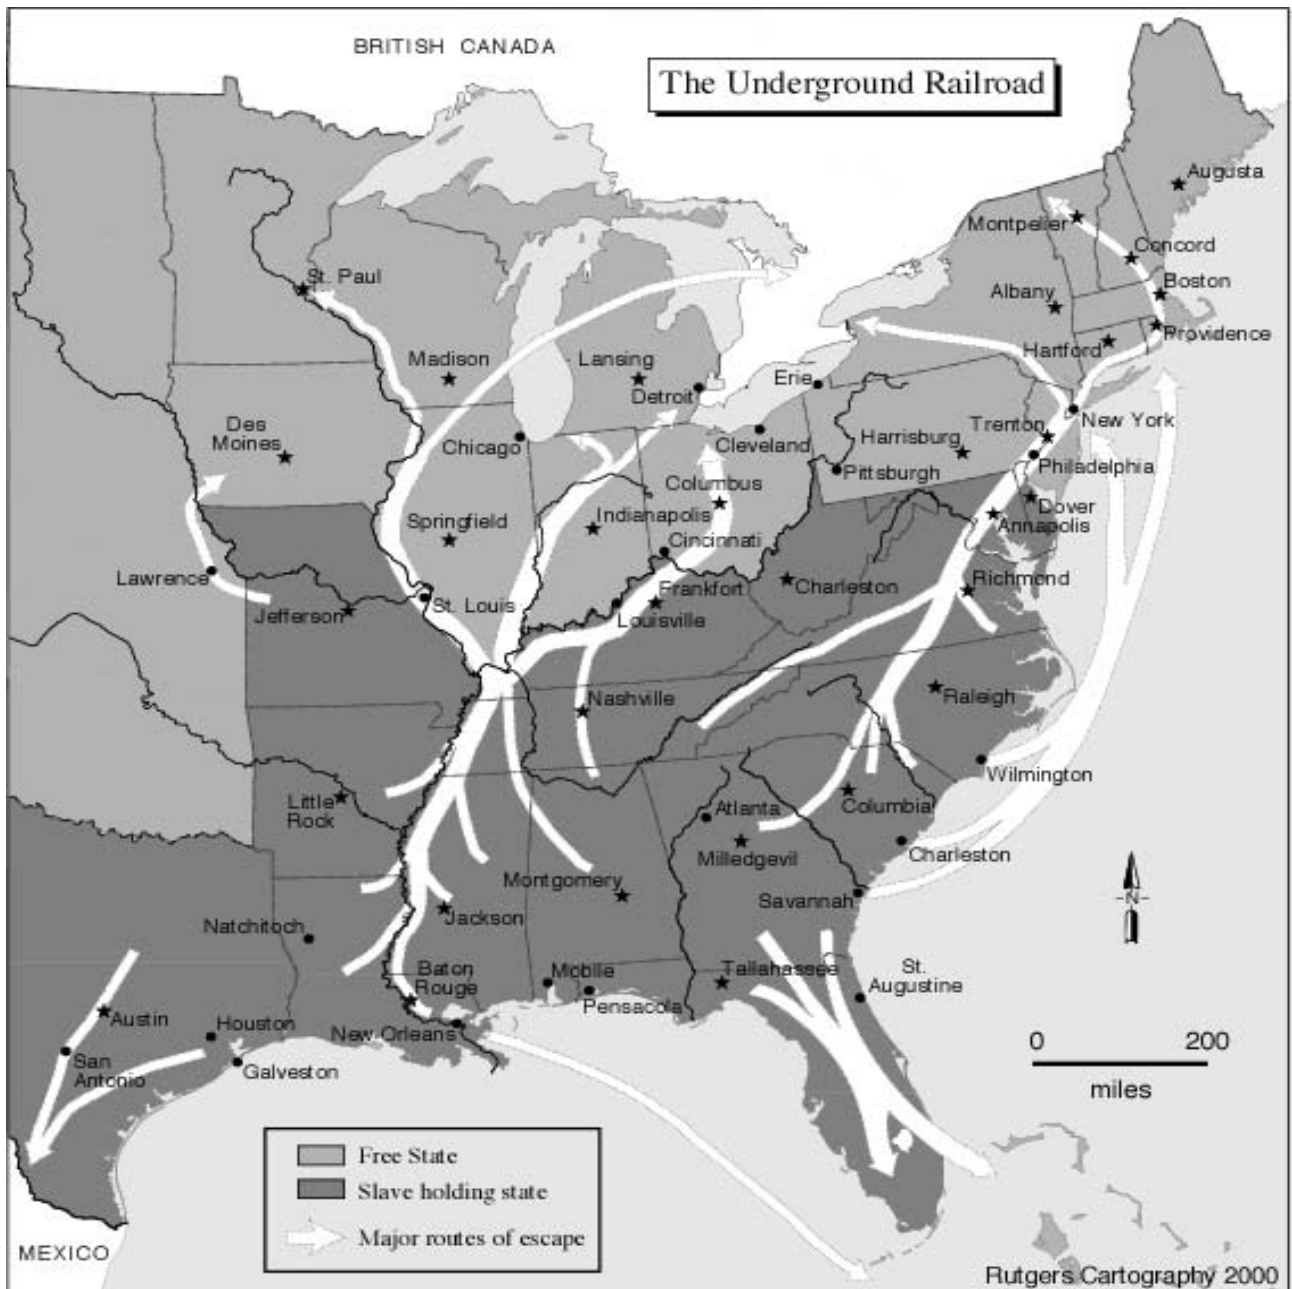 BRITISH CANADA
The Underground Railroad
Augusta
Montpelier
Concord
St. Paul
Albany
Boston
Providence
Hartford
Madison
Lansing
Detroit
Erie
New York
Des
Moines
Chicago
Cleveland
Harrisburg
Trenton
Pittsburgh
Philadelphia
Columbus
Springfield
Indianapolis
Dover
Annapolis
Cincinnati
Lawrence
Jefferson
St. Louis
Frankfort
Louisville
Charleston
Richmond
Nashville
Raleigh
Wilmington
Little
Rock
Atlanta
Columbia
Milledgevil
Charleston
Montgomery
Savannah
Natchitoch
Jackson
Baton
Rouge
Mobile
Pensacola
Tallahassee
St.
Augustine
N
Austin
Houston
New Orleans
San
Antonio
Galveston
0 200
miles
Free State
Slave holding state
Major routes of escape
MEXICO
Rutgers Cartography 2000